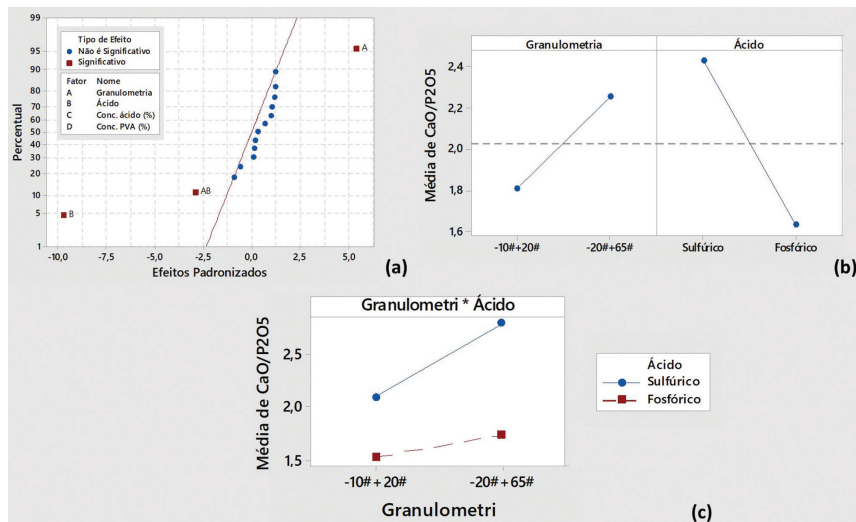 99
95
90
80
70
60
50
40
30
20
10
5
1
Percentual
Tipo de Efeito
Não é Significativo
Significativo
Fator Nome
A Granulometria
B Ácido
C Conc. ácido (%)
D Conc. PVA (%)
A
AB
B
-10,0 -7,5 -5,0 -2,5 0,0 2,5 5,0
Efeitos Padronizados
(a)
Granulometria Ácido
Média de CaO/P2O5
2,4
2,2
2,0
1,8
1,6
-10#+20# -20#+65# Sulfúrico Fosfórico
(b)
Granulometri * Ácido
Média de CaO/P2O5
2,5
2,0
1,5
-10#+20# -20#+65#
Granulometri
Ácido
Sulfúrico
Fosfórico
(c)